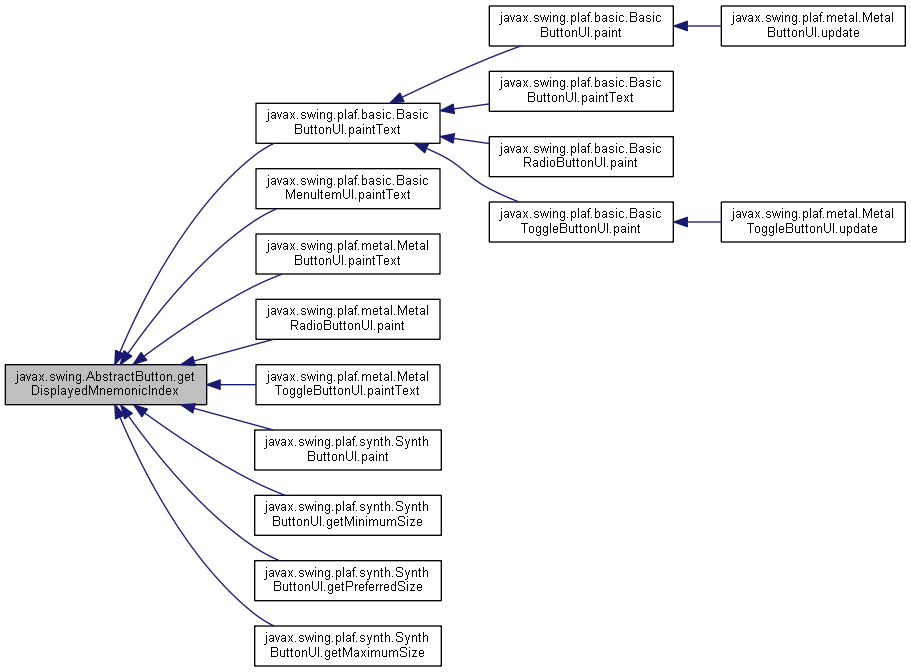 javax.swing.AbstractButton.get
DisplayedMnemonicIndex
javax.swing.plaf.basic.Basic
ButtonUI.paintText
javax.swing.plaf.basic.Basic
ButtonUI.paint
javax.swing.plaf.metal.Metal
ButtonUI.update
javax.swing.plaf.basic.Basic
ButtonUI.paintText
javax.swing.plaf.basic.Basic
RadioButtonUI.paint
javax.swing.plaf.basic.Basic
ToggleButtonUI.paint
javax.swing.plaf.metal.Metal
ToggleButtonUI.update
javax.swing.plaf.basic.Basic
MenuItemUI.paintText
javax.swing.plaf.metal.Metal
ButtonUI.paintText
javax.swing.plaf.metal.Metal
RadioButtonUI.paint
javax.swing.plaf.metal.Metal
ToggleButtonUI.paintText
javax.swing.plaf.synth.Synth
ButtonUI.paint
javax.swing.plaf.synth.Synth
ButtonUI.getMinimumSize
javax.swing.plaf.synth.Synth
ButtonUI.getPreferredSize
javax.swing.plaf.synth.Synth
ButtonUI.getMaximumSize